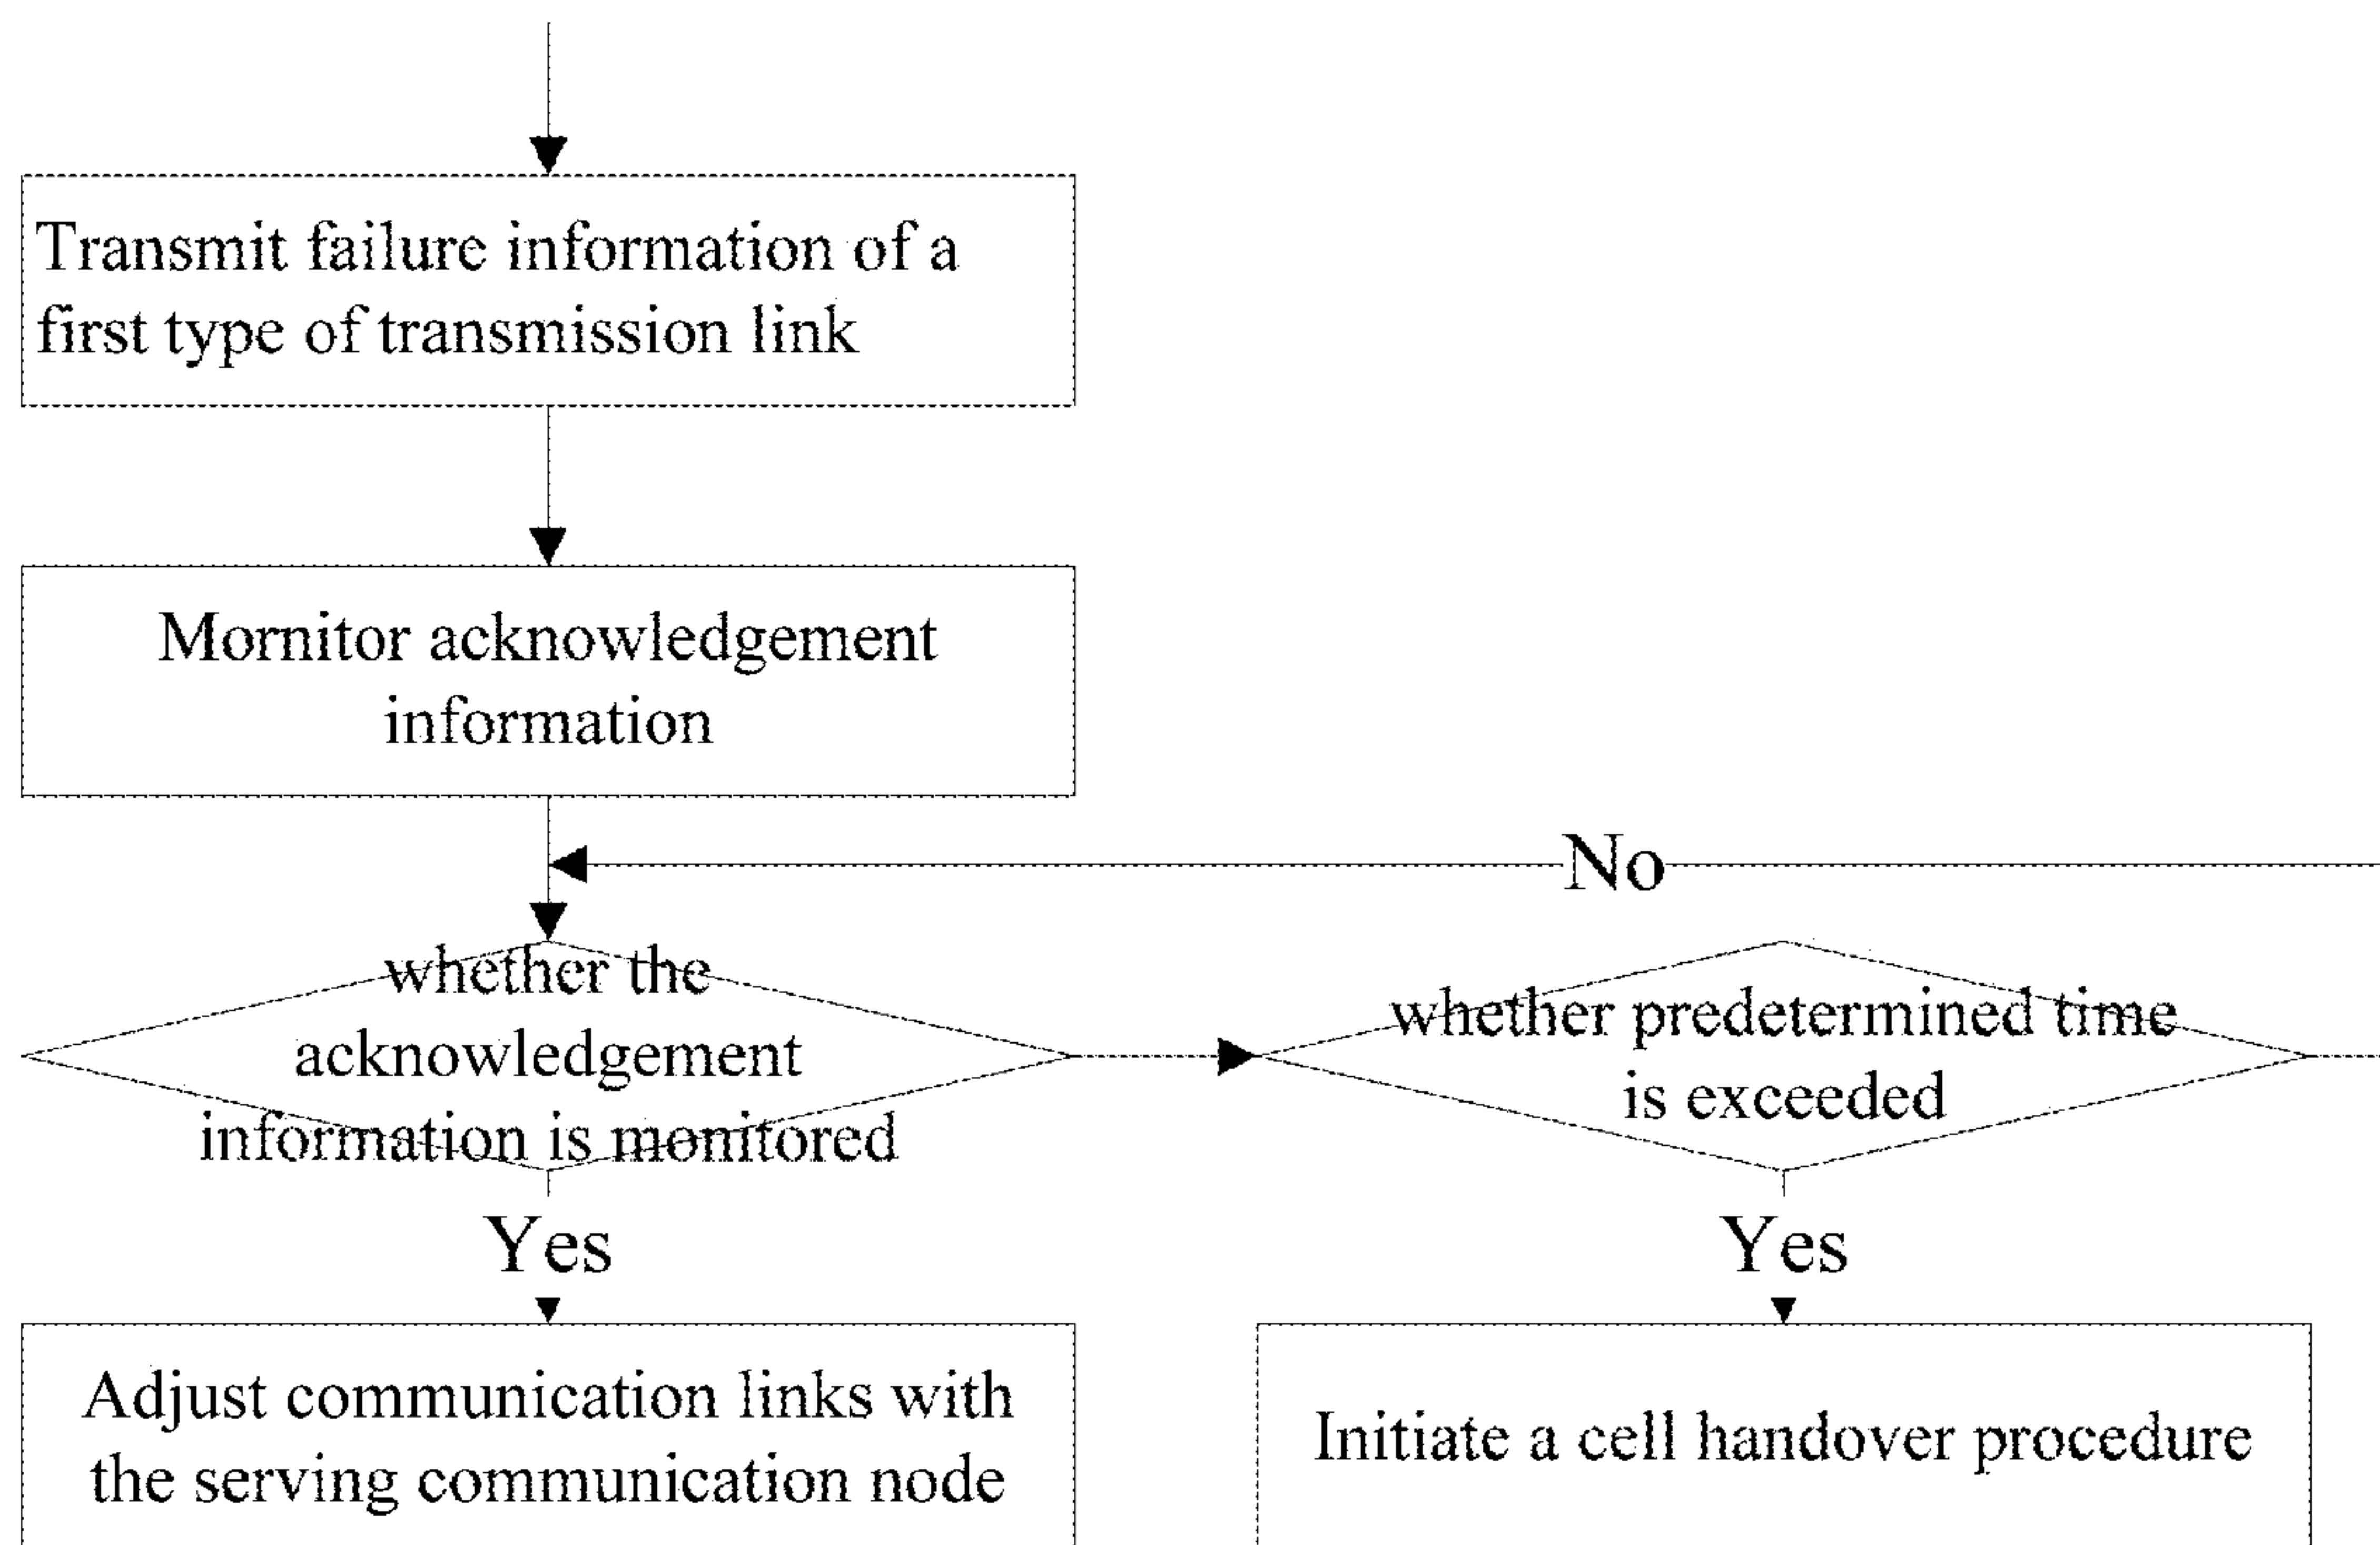 Transmit failure information of a
first type of transmission link
Mornitor acknowledgement
information
No
whether the
acknowledgement
information is monitored
whether predetermined time
is exceeded
Yes
Yes
Adjust communication links with
the serving communication node
Initiate a cell handover procedure